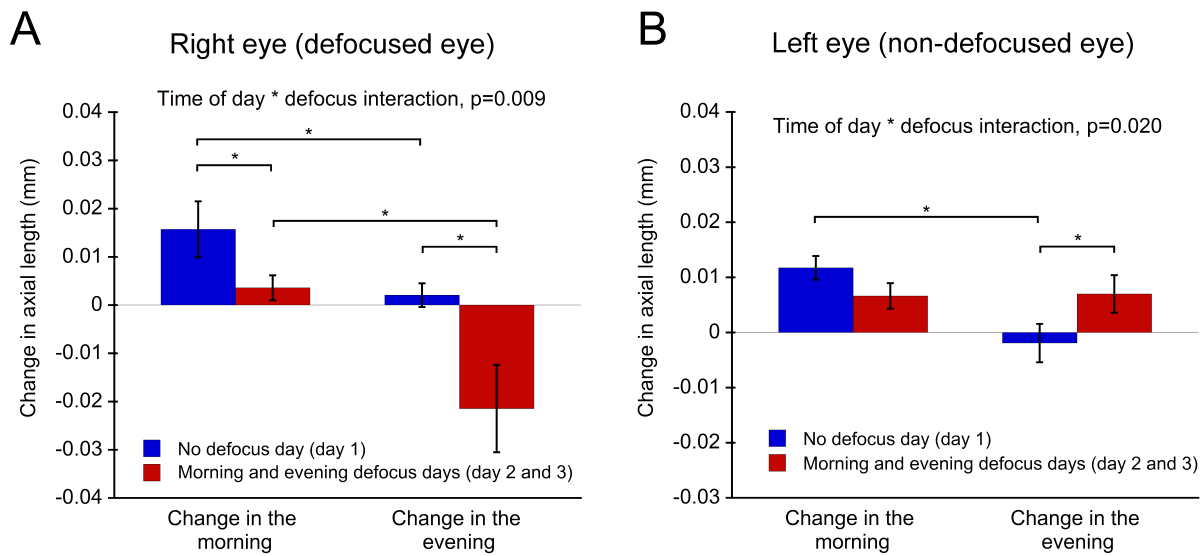 A
Right eye (defocused eye)
Time of day * defocus interaction, p=0.009
Change in axial length (mm)
0.04
0.03
0.02
0.01
0
-0.01
-0.02
-0.03
-0.04
*
*
*
*
No defocus day (day 1)
Morning and evening defocus days (day 2 and 3)
Change in the
morning
Change in the
evening
B
Left eye (non-defocused eye)
Time of day * defocus interaction, p=0.020
Change in axial length (mm)
0.04
0.03
0.02
0.01
0
-0.01
-0.02
-0.03
*
*
No defocus day (day 1)
Morning and evening defocus days (day 2 and 3)
Change in the
morning
Change in the
evening